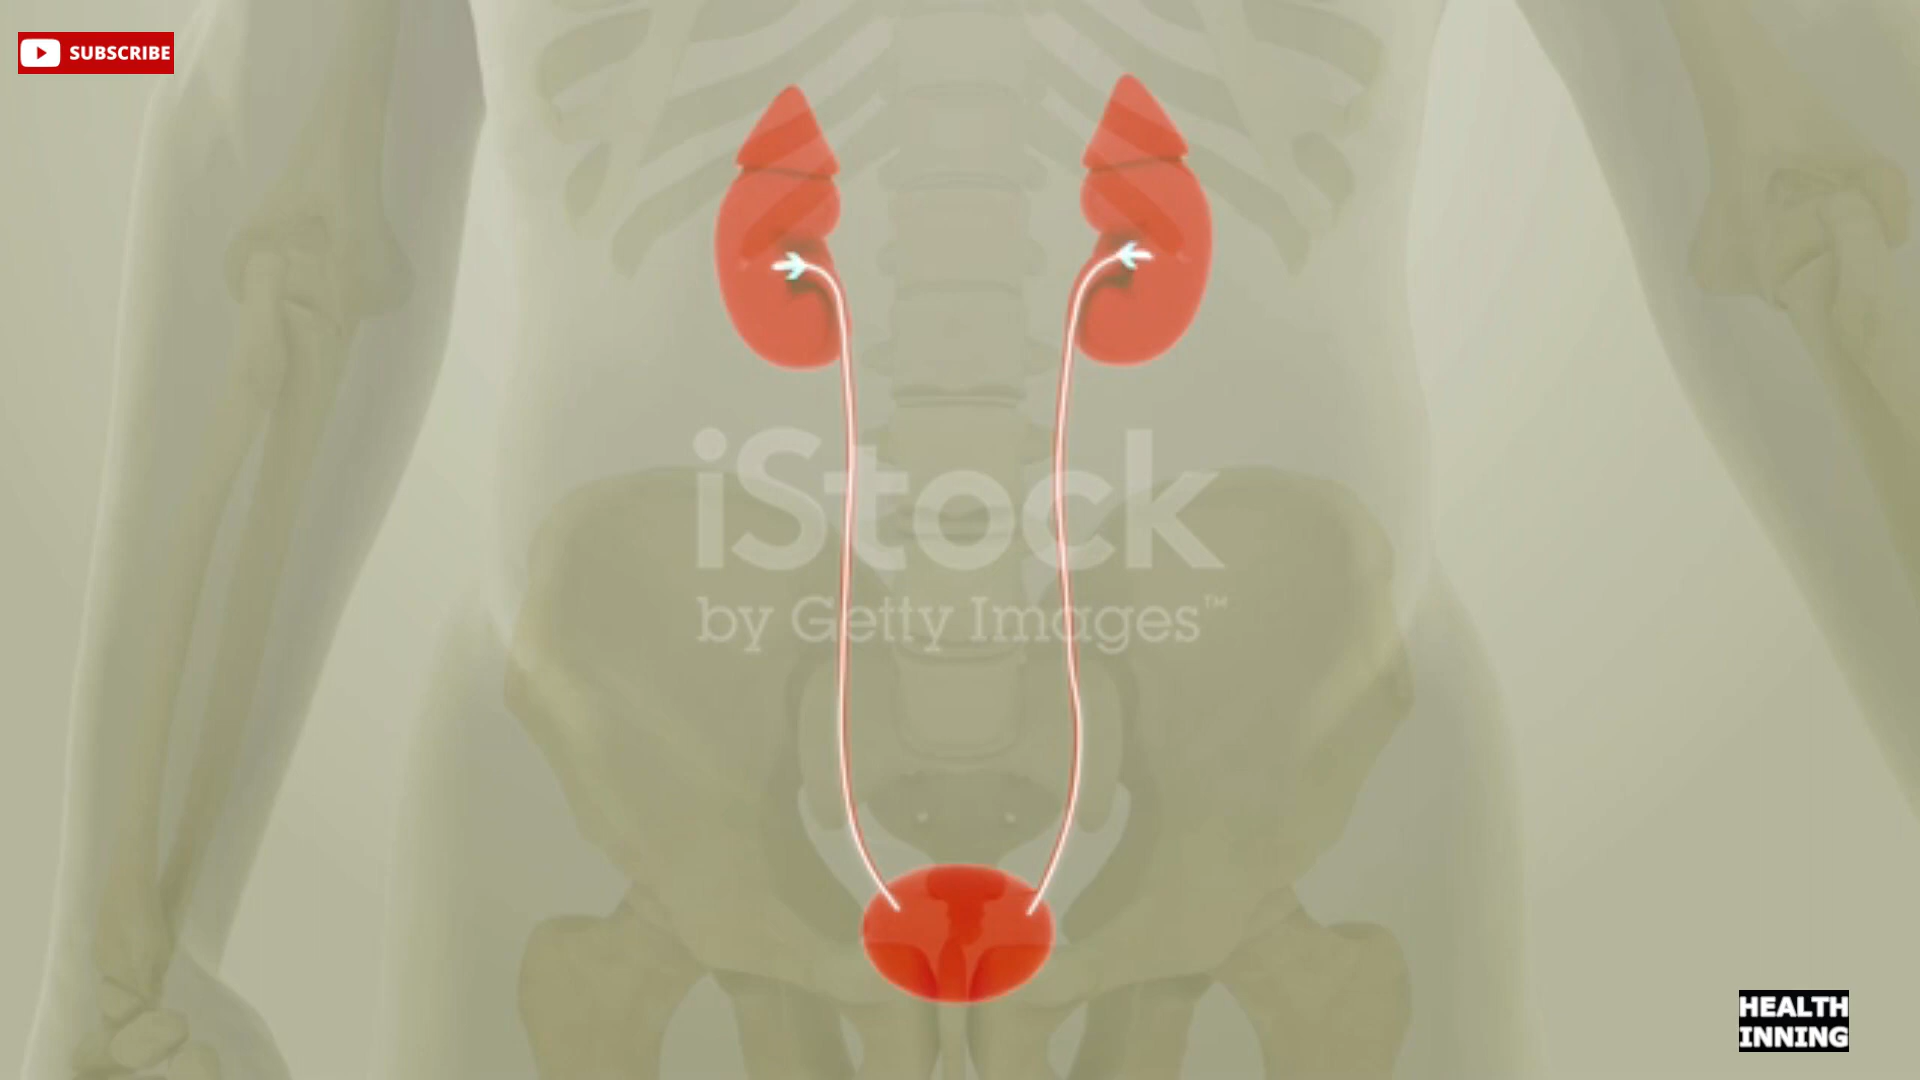 SUBSCRIBE
iStock
by Getty Images™
HEALTH
INNING